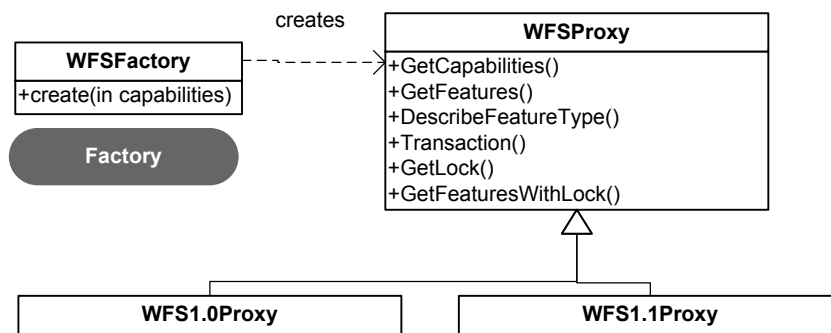 creates
WFSFactory
+create(in capabilities)
Factory
WFSProxy
+GetCapabilities()
+GetFeatures()
+DescribeFeatureType()
+Transaction()
+GetLock()
+GetFeaturesWithLock()
WFS1.0Proxy
WFS1.1Proxy